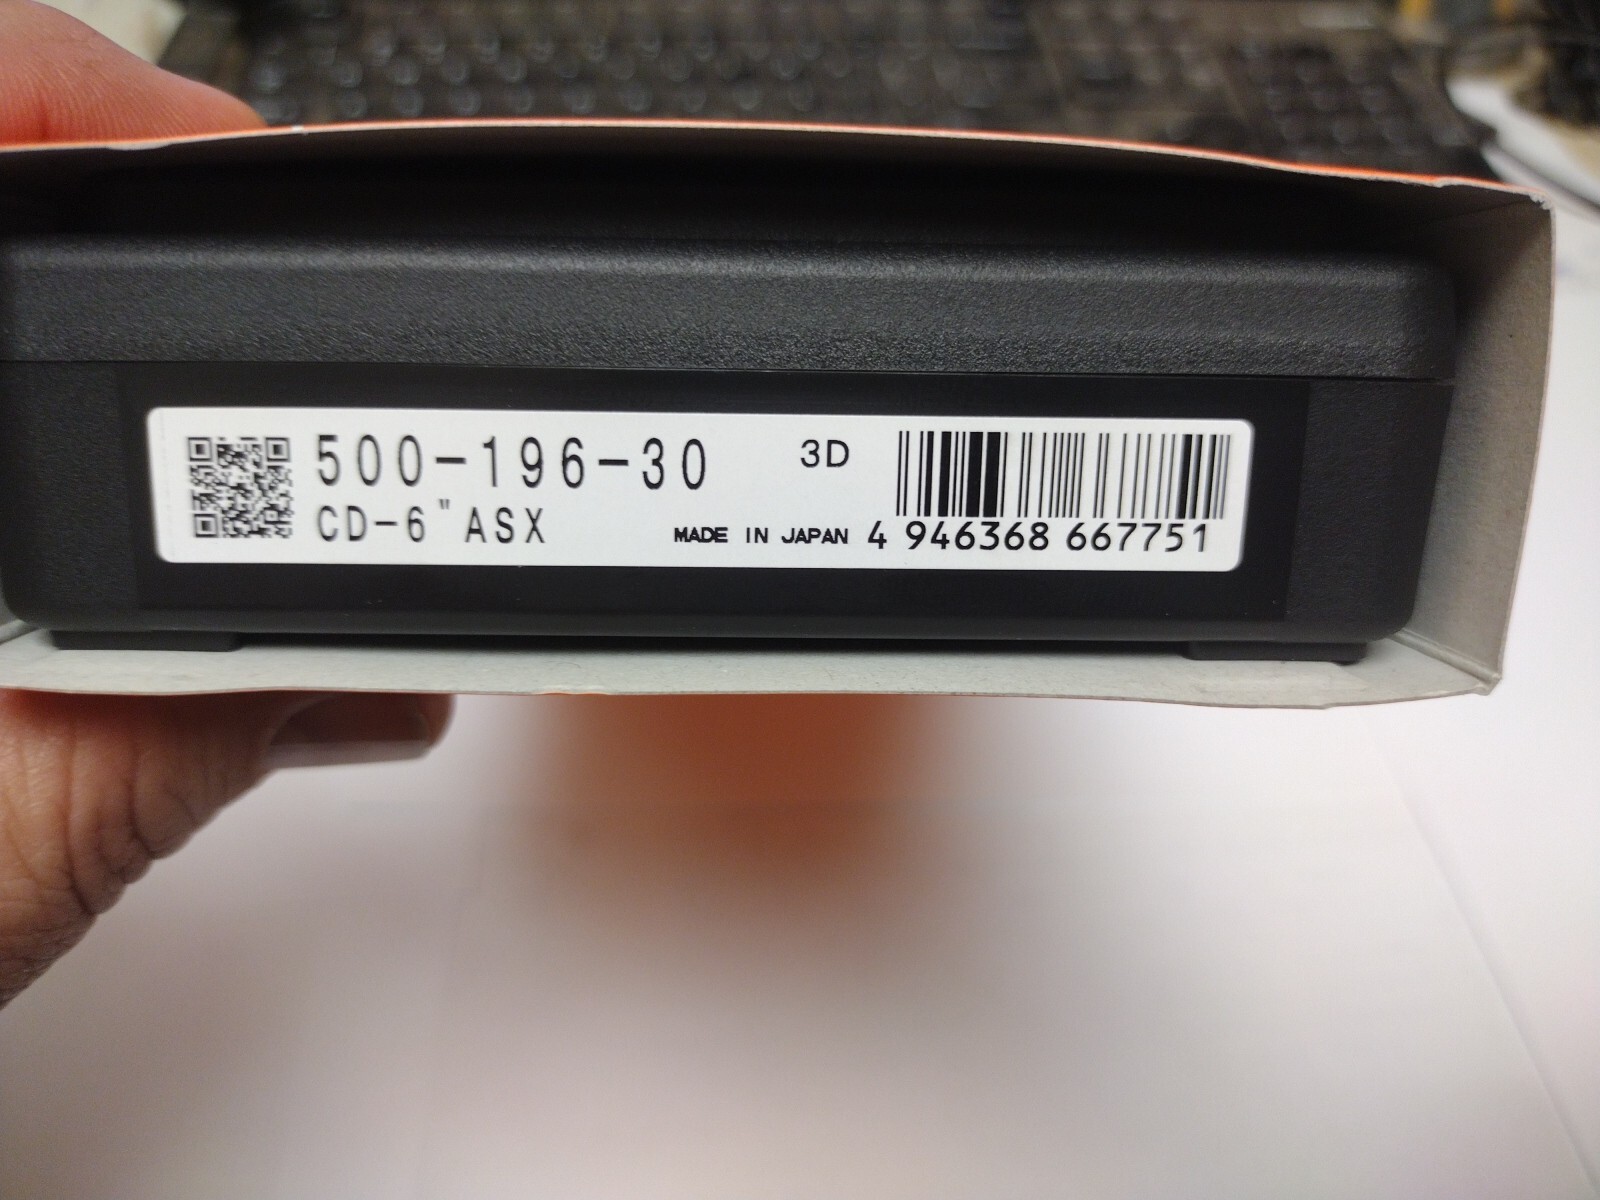 500-196-30 3D
CD-6"ASX
MADE IN JAPAN 4 946368 667751